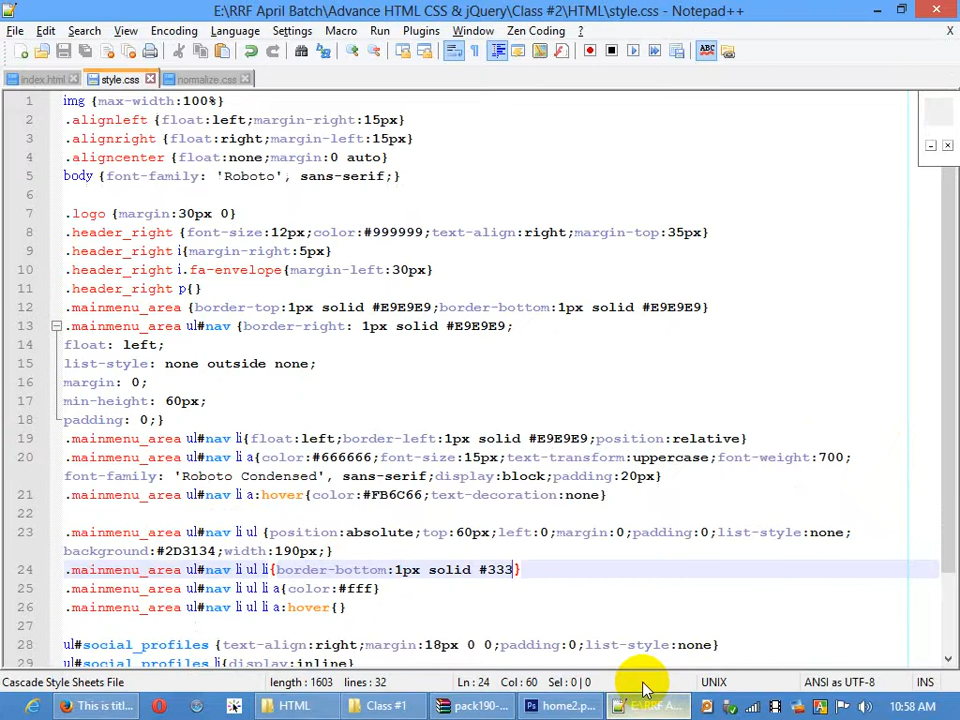 E:\RRF April Batch\Advance HTML CSS & jQuery\Class #2\HTML\style.css - Notepad++
File Edit Search View Encoding Language Settings Macro Run Plugins Window Zen Coding ? X
index.html style.css normalize.css
1 img {max-width:100%}
2 .alignleft {float:left;margin-right:15px}
3 .alignright {float:right;margin-left:15px}
4 .aligncenter {float:none;margin:0 auto}
5 body {font-family: 'Roboto', sans-serif;}
6
7 .logo {margin:30px 0}
8 .header_right {font-size:12px;color:#999999;text-align:right;margin-top:35px}
9 .header_right i{margin-right:5px}
10 .header_right i.fa-envelope{margin-left:30px}
11 .header_right p{}
12 .mainmenu_area {border-top:1px solid #E9E9E9;border-bottom:1px solid #E9E9E9}
13 .mainmenu_area ul#nav {border-right: 1px solid #E9E9E9;
14 float: left;
15 list-style: none outside none;
16 margin: 0;
17 min-height: 60px;
18 padding: 0;}
19 .mainmenu_area ul#nav li{float:left;border-left:1px solid #E9E9E9;position:relative}
20 .mainmenu_area ul#nav li a{color:#666666;font-size:15px;text-transform:uppercase;font-weight:700;
font-family: 'Roboto Condensed', sans-serif;display:block;padding:20px}
21 .mainmenu_area ul#nav li a:hover{color:#FB6C66;text-decoration:none}
22
23 .mainmenu_area ul#nav li ul {position:absolute;top:60px;left:0;margin:0;padding:0;list-style:none;
background:#2D3134;width:190px;}
24 .mainmenu_area ul#nav li ul li{border-bottom:1px solid #333}
25 .mainmenu_area ul#nav li ul li a{color:#fff}
26 .mainmenu_area ul#nav li ul li a:hover{}
27
28 ul#social_profiles {text-align:right;margin:18px 0 0;padding:0;list-style:none}
29 ul#social_profiles li{display:inline}
Cascade Style Sheets File length : 1603 lines : 32 Ln : 24 Col : 60 Sel : 0 | 0 UNIX ANSI as UTF-8 INS
This is titl... HTML Class #1 pack190-... home2.p... E:\RRF A... 10:58 AM